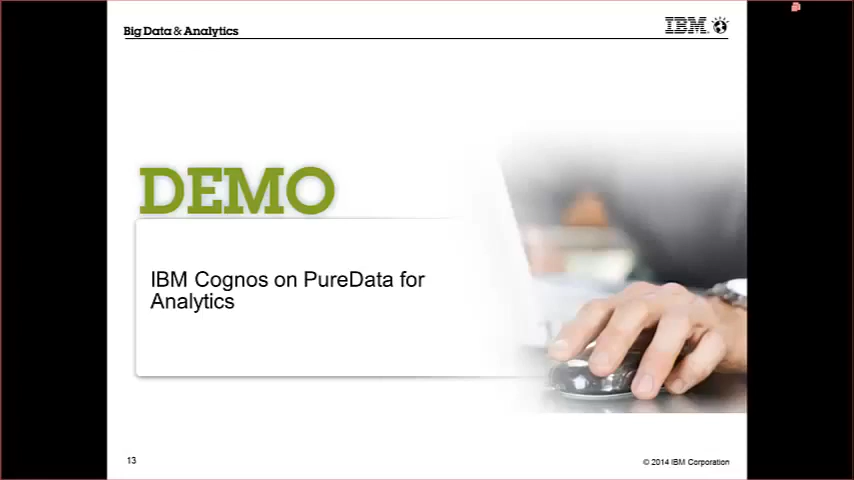 Big Data & Analytics
IBM
DEMO
IBM Cognos on PureData for
Analytics
13
© 2014 IBM Corporation